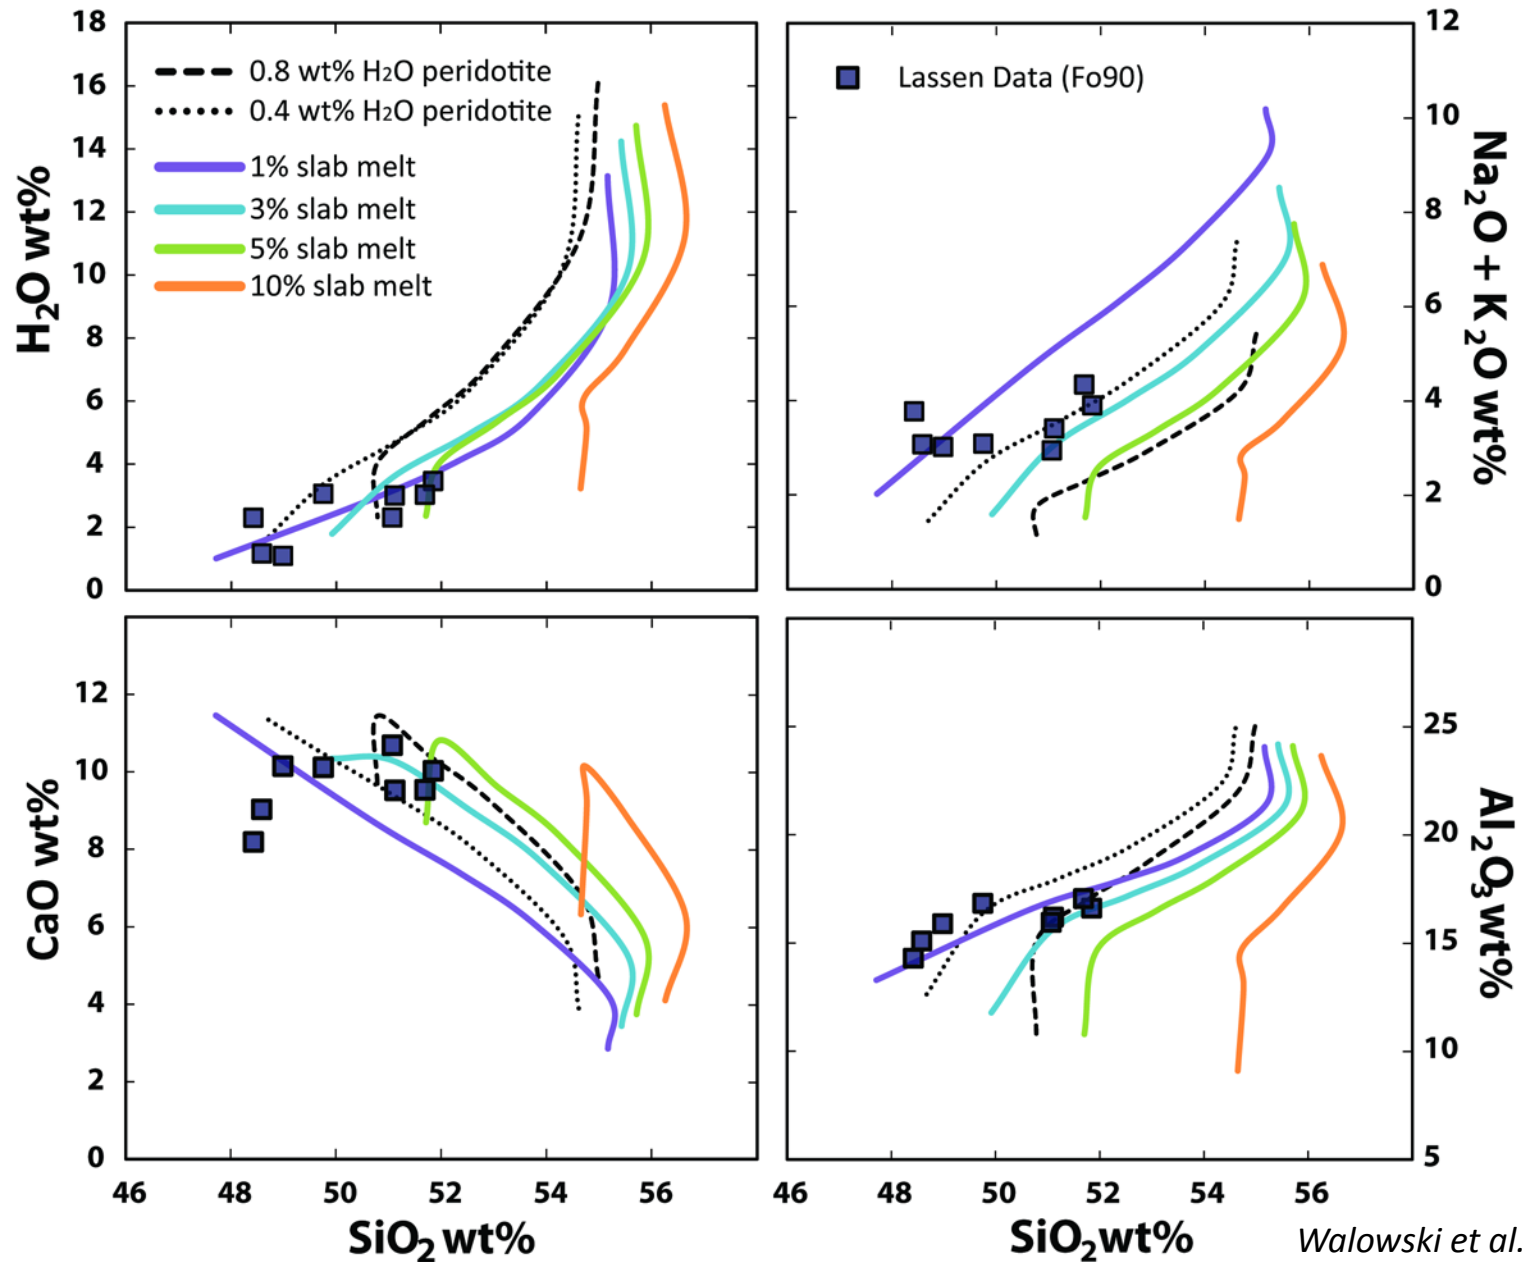 18
16
14
12
10
8
6
4
2
0
H2O wt%
0.8 wt% H2O peridotite
0.4 wt% H2O peridotite
1% slab melt
3% slab melt
5% slab melt
10% slab melt
Lassen Data (Fo90)
12
10
8
6
4
2
0
Na2O + K2O wt%
12
10
8
6
4
2
0
CaO wt%
25
20
15
10
5
Al2O3 wt%
46 48 50 52 54 56
46 48 50 52 54 56
SiO2 wt%
SiO2 wt%
Walowski et al.